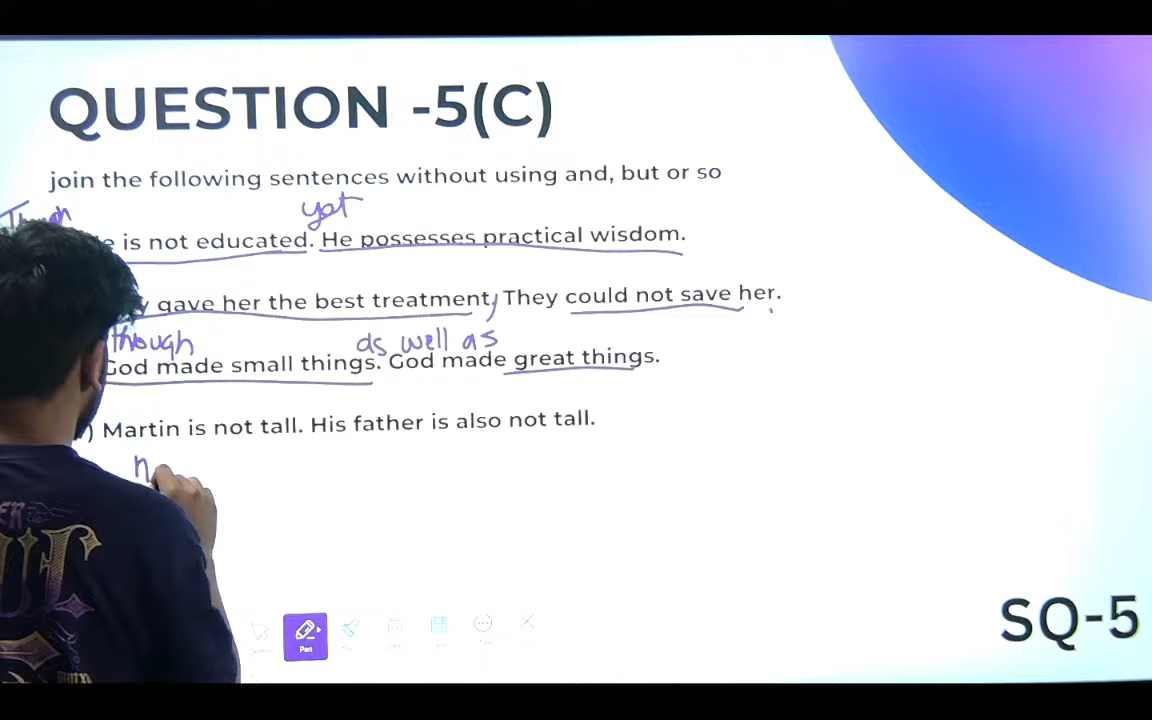 QUESTION -5(C)
join the following sentences without using and, but or so
Though yet
is not educated. He possesses practical wisdom.
gave her the best treatment, They could not save her.
though as well as
God made small things. God made great things.
) Martin is not tall. His father is also not tall.
n
Pen
SQ-5